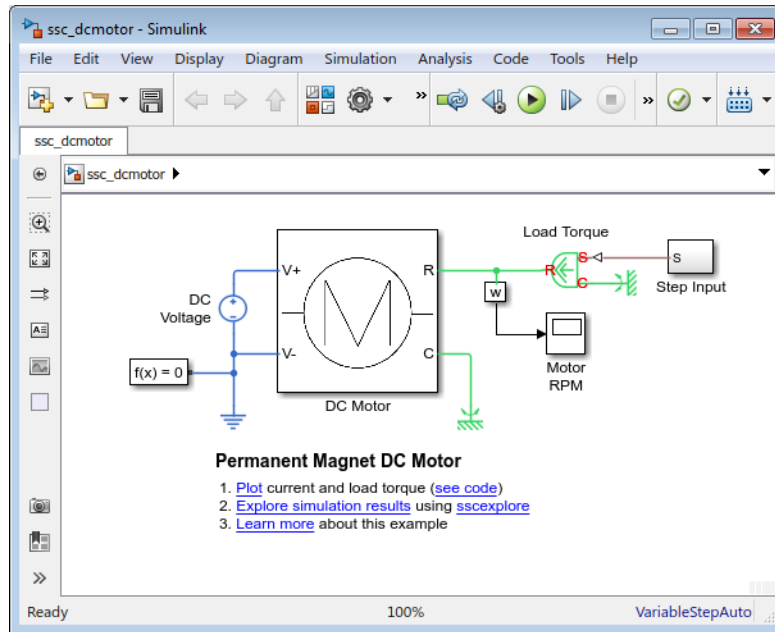 ssc_dcmotor - Simulink
File Edit View Display Diagram Simulation Analysis Code Tools Help
» »
ssc_dcmotor
ssc_dcmotor
Load Torque
V+
R
R
S
C
S
Step Input
DC
Voltage
w
f(x) = 0
V-
C
Motor
RPM
DC Motor
Permanent Magnet DC Motor
1. Plot current and load torque (see code)
2. Explore simulation results using sscexplore
3. Learn more about this example
Ready 100% VariableStepAuto